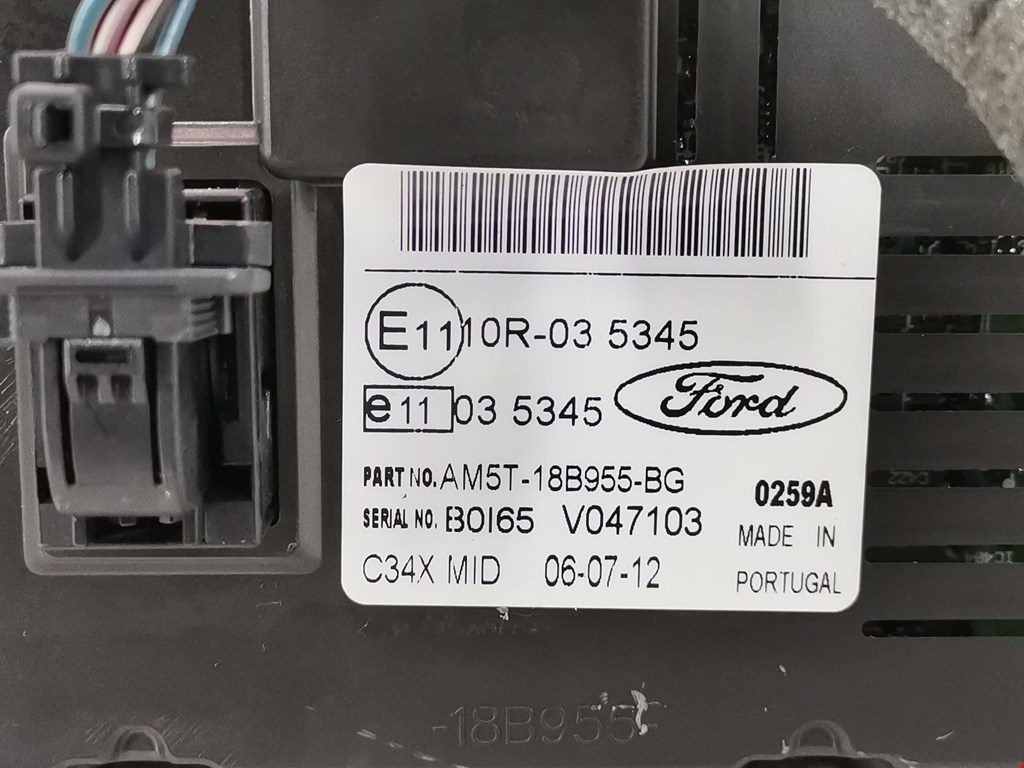 E11 10R-03 5345
e11 03 5345
Ford
PART NO. AM5T-18B955-BG
0259A
SERIAL NO. B0I65 V047103
MADE IN
C34X MID 06-07-12
PORTUGAL
-18B955